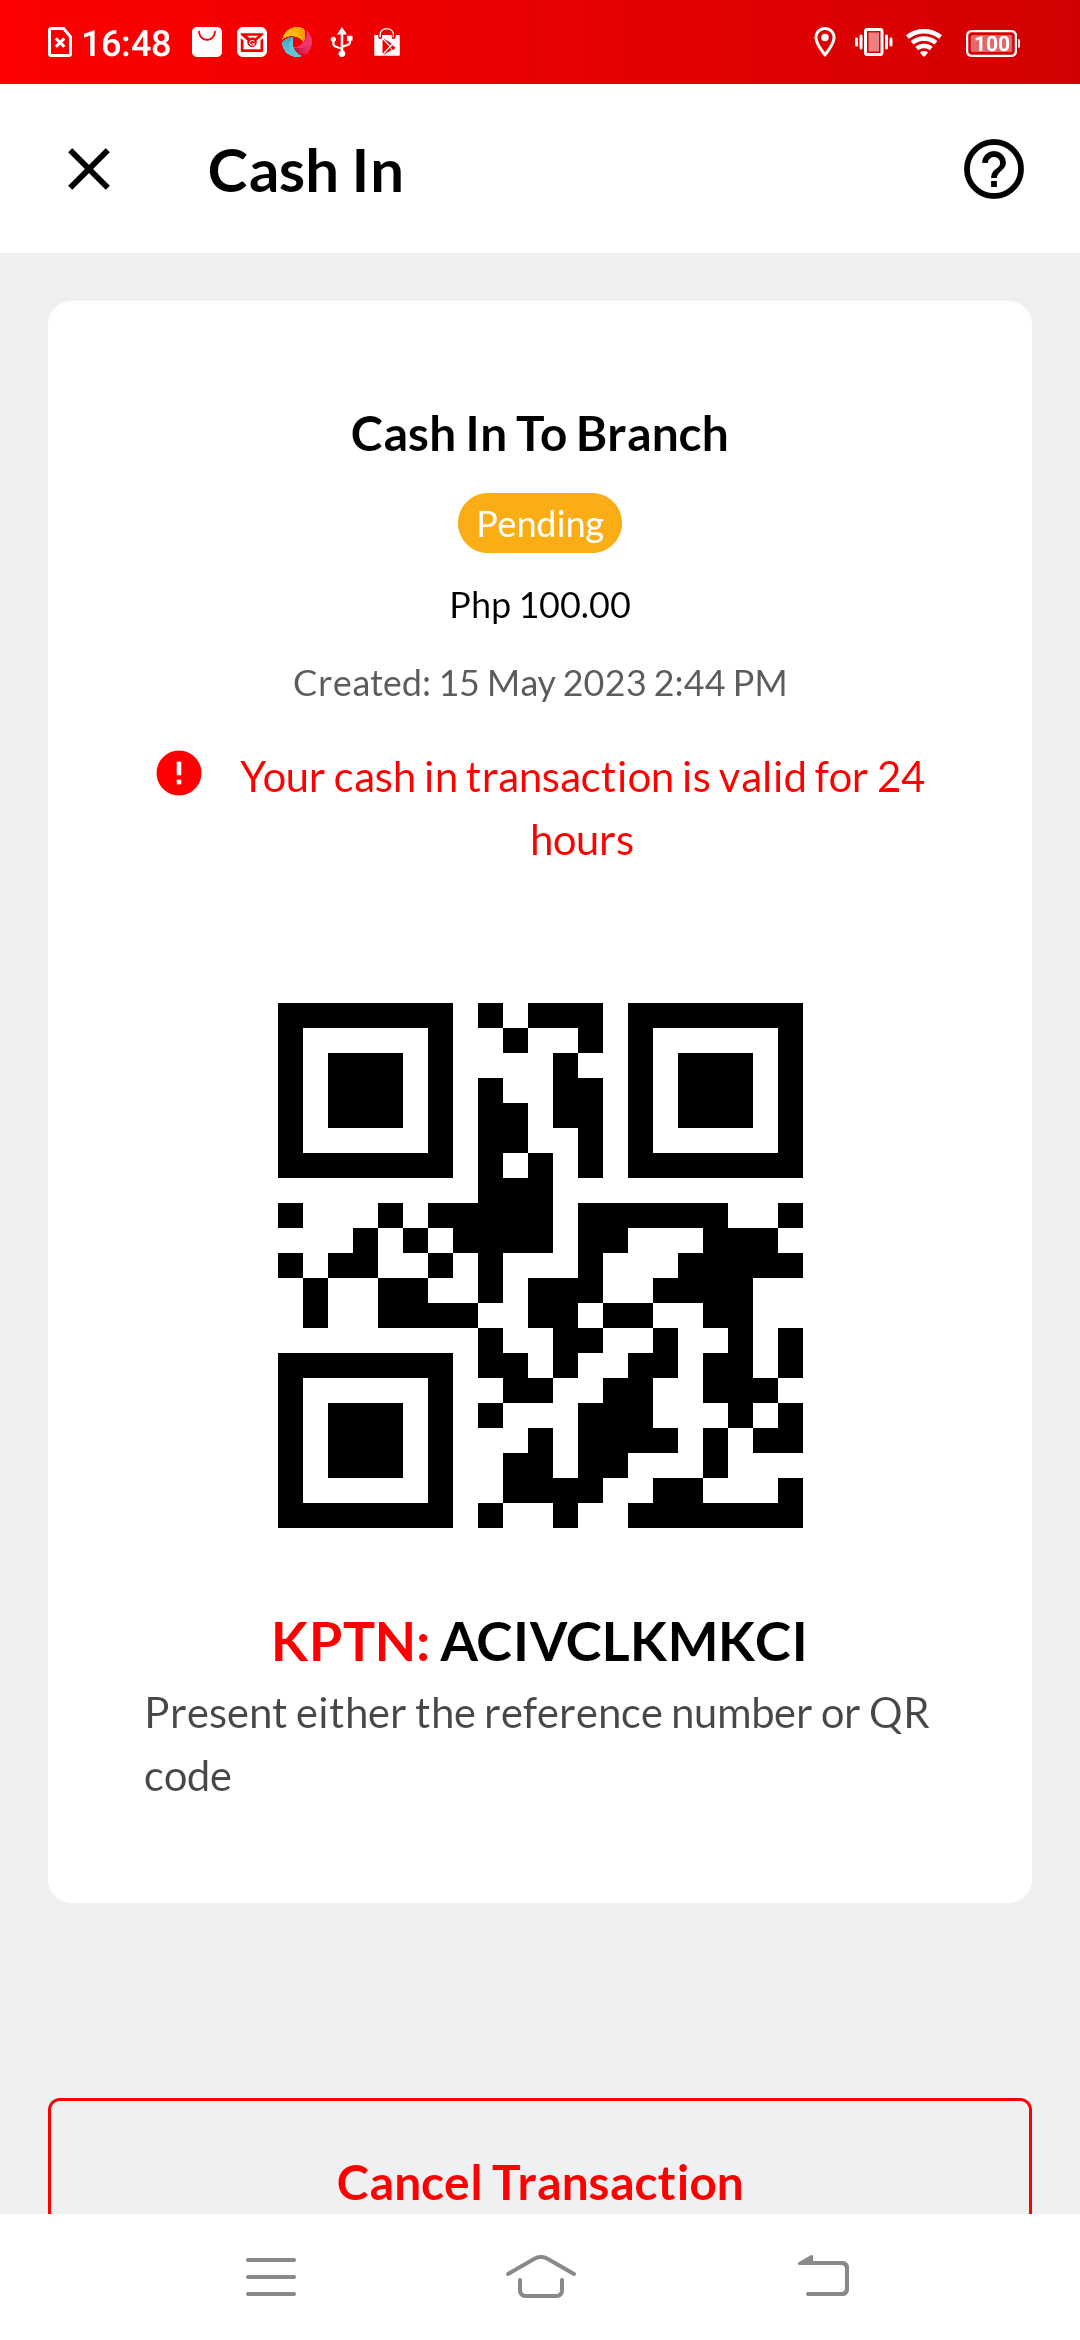 16:48
100
Cash In
Cash In To Branch
Pending
Php 100.00
Created: 15 May 2023 2:44 PM
Your cash in transaction is valid for 24
hours
KPTN: ACIVCLKMKCI
Present either the reference number or QR
code
Cancel Transaction